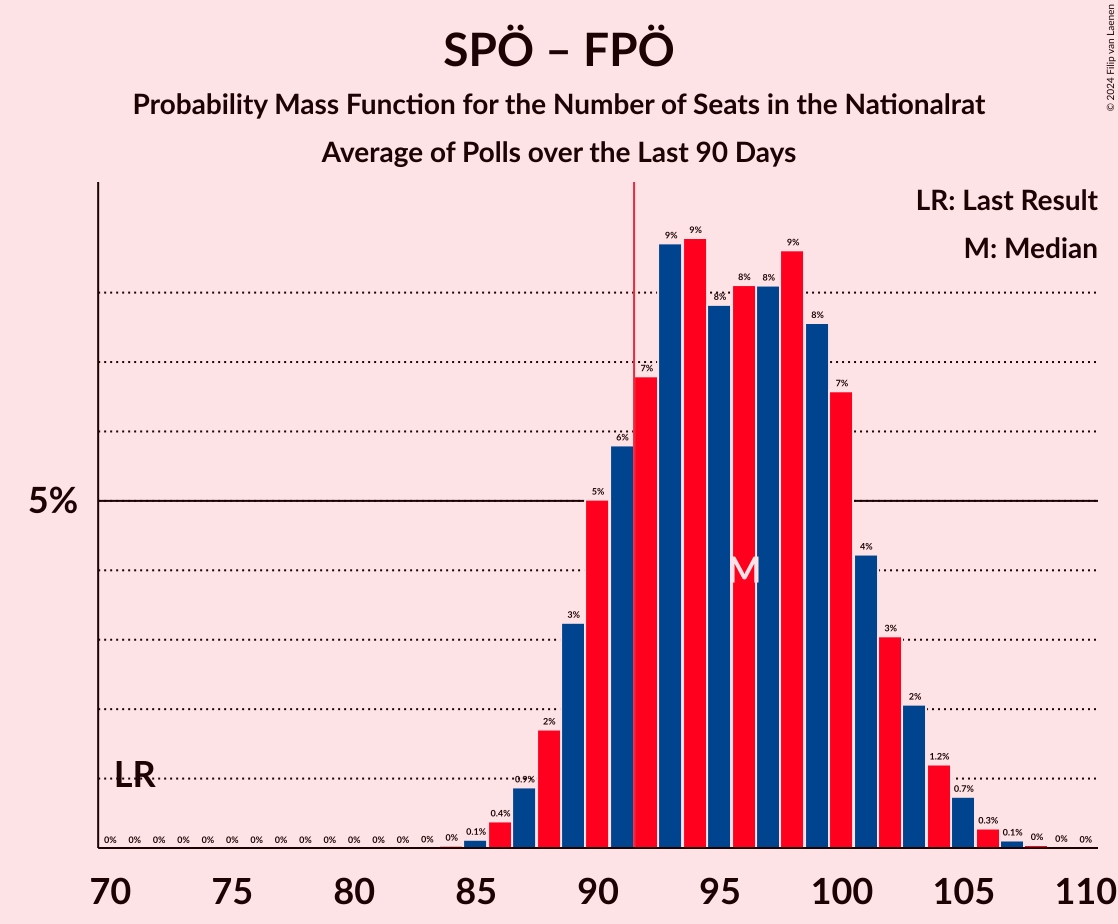 © 2024 Filip van Laenen
SPÖ – FPÖ
Probability Mass Function for the Number of Seats in the Nationalrat
Average of Polls over the Last 90 Days
LR: Last Result
M: Median
5%
LR
M
0% 0% 0% 0% 0% 0% 0% 0% 0% 0% 0% 0% 0% 0% 0% 0.1% 0.4% 0.9% 2% 3% 5% 6% 7% 9% 9% 8% 8% 8% 9% 8% 7% 4% 3% 2% 1.2% 0.7% 0.3% 0.1% 0% 0% 0%
70 75 80 85 90 95 100 105 110